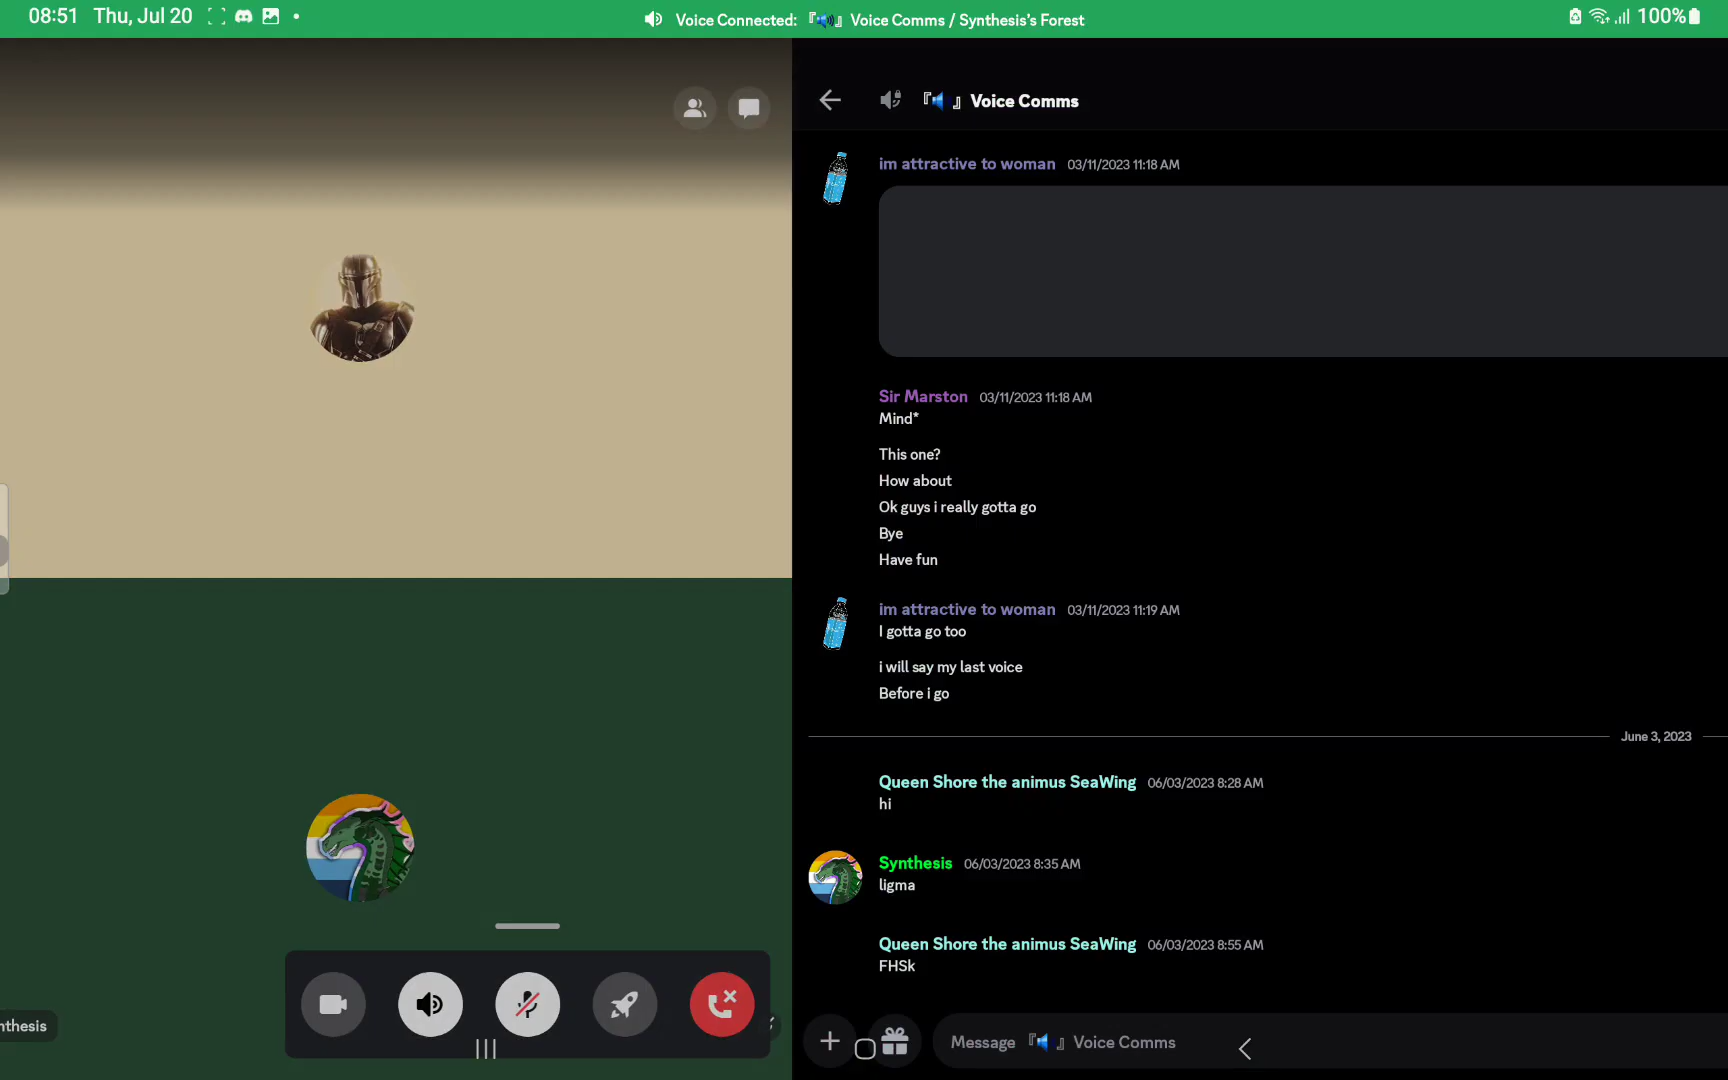 08:51 Thu, Jul 20
Voice Connected: 『🔊』 Voice Comms / Synthesis's Forest
100%
『🔈』 Voice Comms
im attractive to woman 03/11/2023 11:18 AM
Sir Marston 03/11/2023 11:18 AM
Mind*
This one?
How about
Ok guys i really gotta go
Bye
Have fun
im attractive to woman 03/11/2023 11:19 AM
I gotta go too
i will say my last voice
Before i go
June 3, 2023
Queen Shore the animus SeaWing 06/03/2023 8:28 AM
hi
Synthesis 06/03/2023 8:35 AM
ligma
Queen Shore the animus SeaWing 06/03/2023 8:55 AM
FHSk
nthesis
Message 『🔈』 Voice Comms